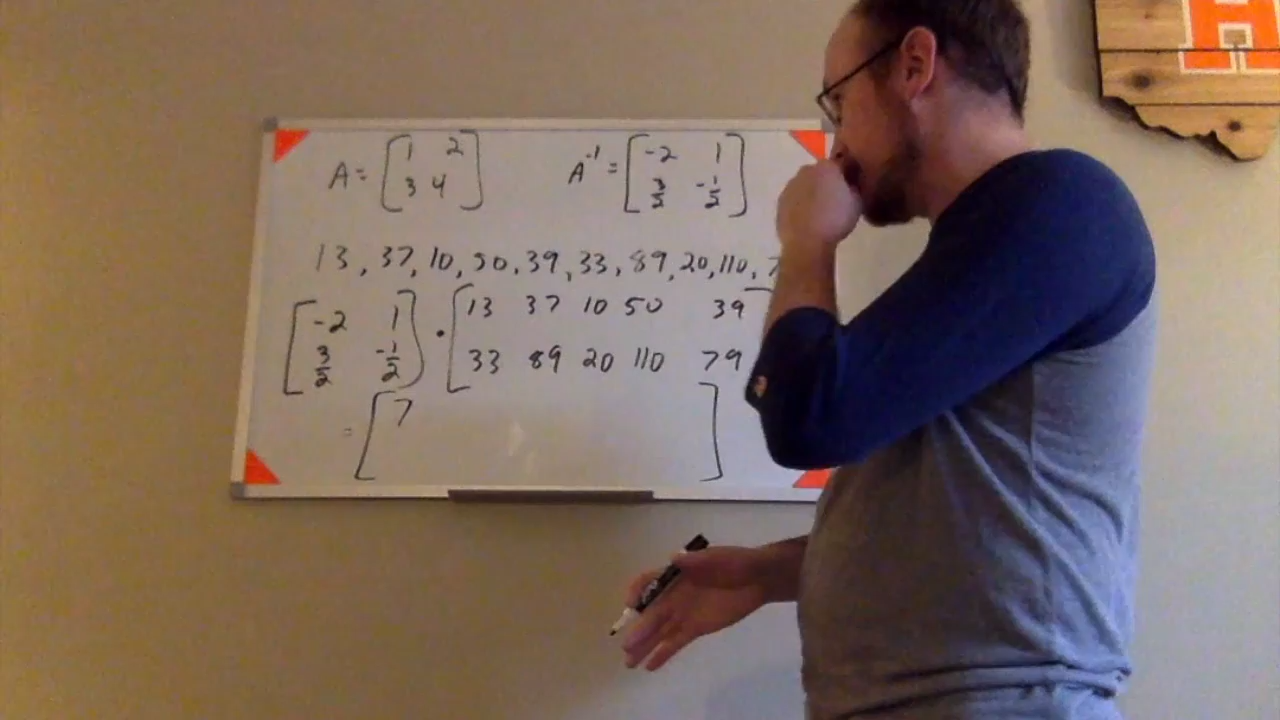 A = [1 2
3 4]
A⁻¹ = [-2 1
3/2 -1/2]
13, 37, 10, 50, 39, 33, 89, 20, 110, 7
[-2 1
3/2 -1/2] · [13 37 10 50 39
33 89 20 110 79
= [7 ]
H